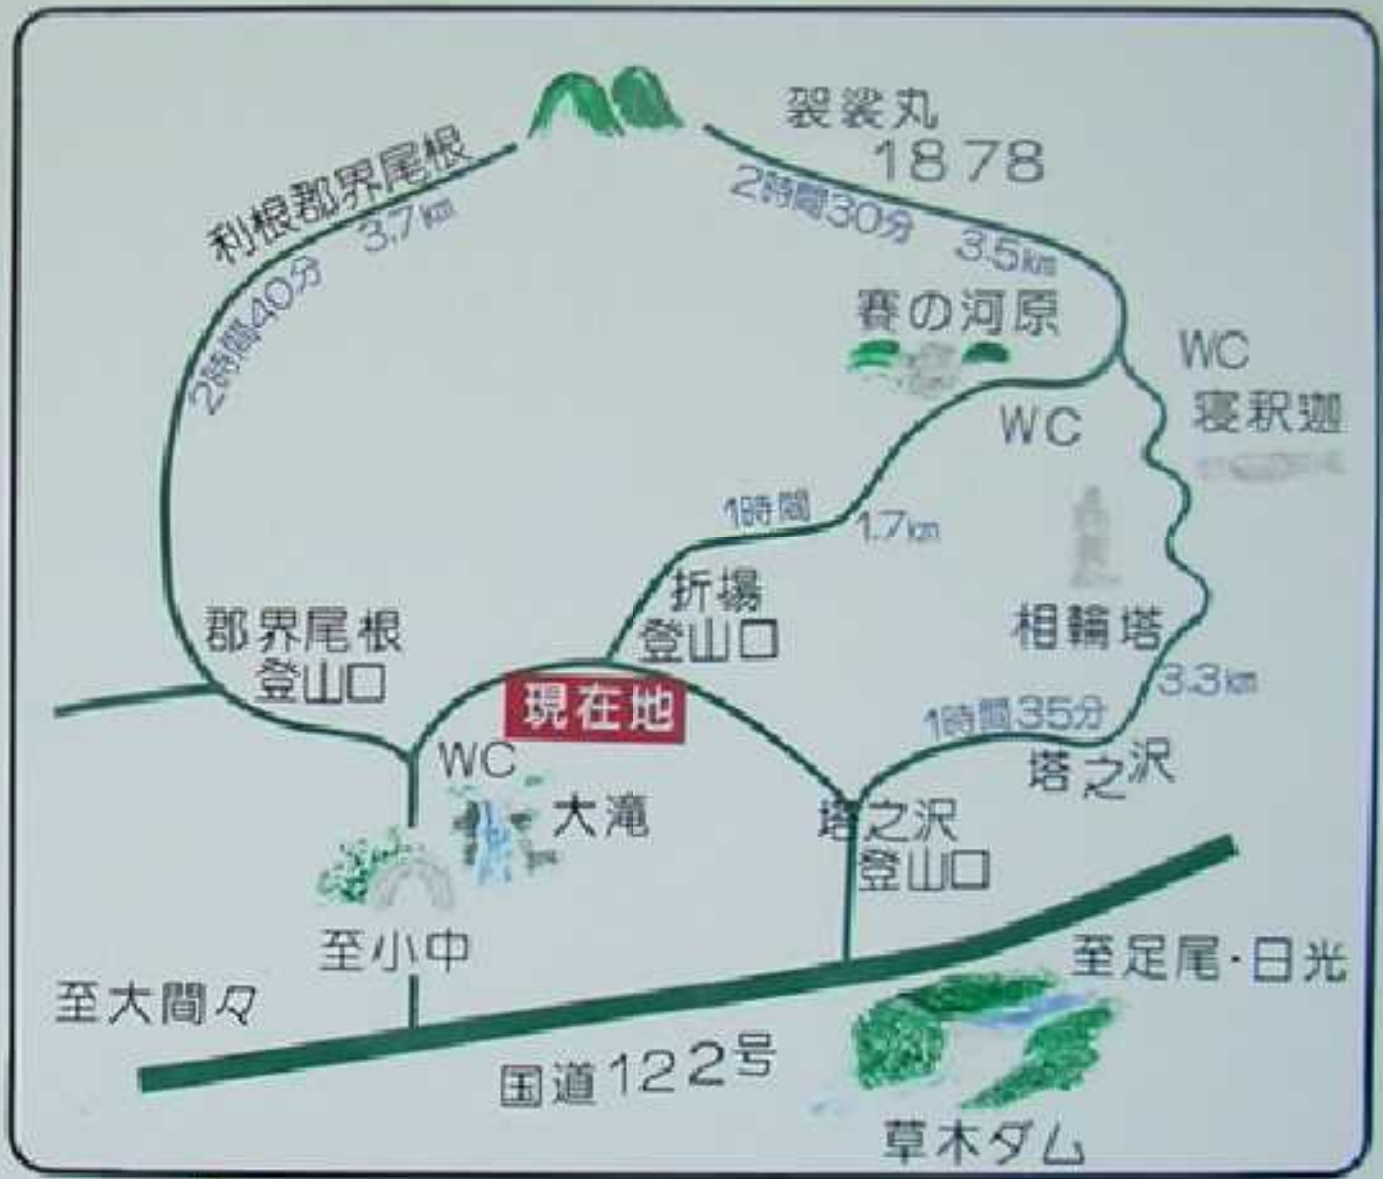 袈裟丸
1878
利根郡界尾根
3.7km
2時間40分
2時間30分
3.5km
賽の河原
WC
寝釈迦
WC
1時間
1.7km
折場
登山口
相輪塔
郡界尾根
登山口
3.3km
現在地
1時間35分
WC
塔之沢
大滝
塔之沢
登山口
至小中
至足尾・日光
至大間々
国道122号
草木ダム